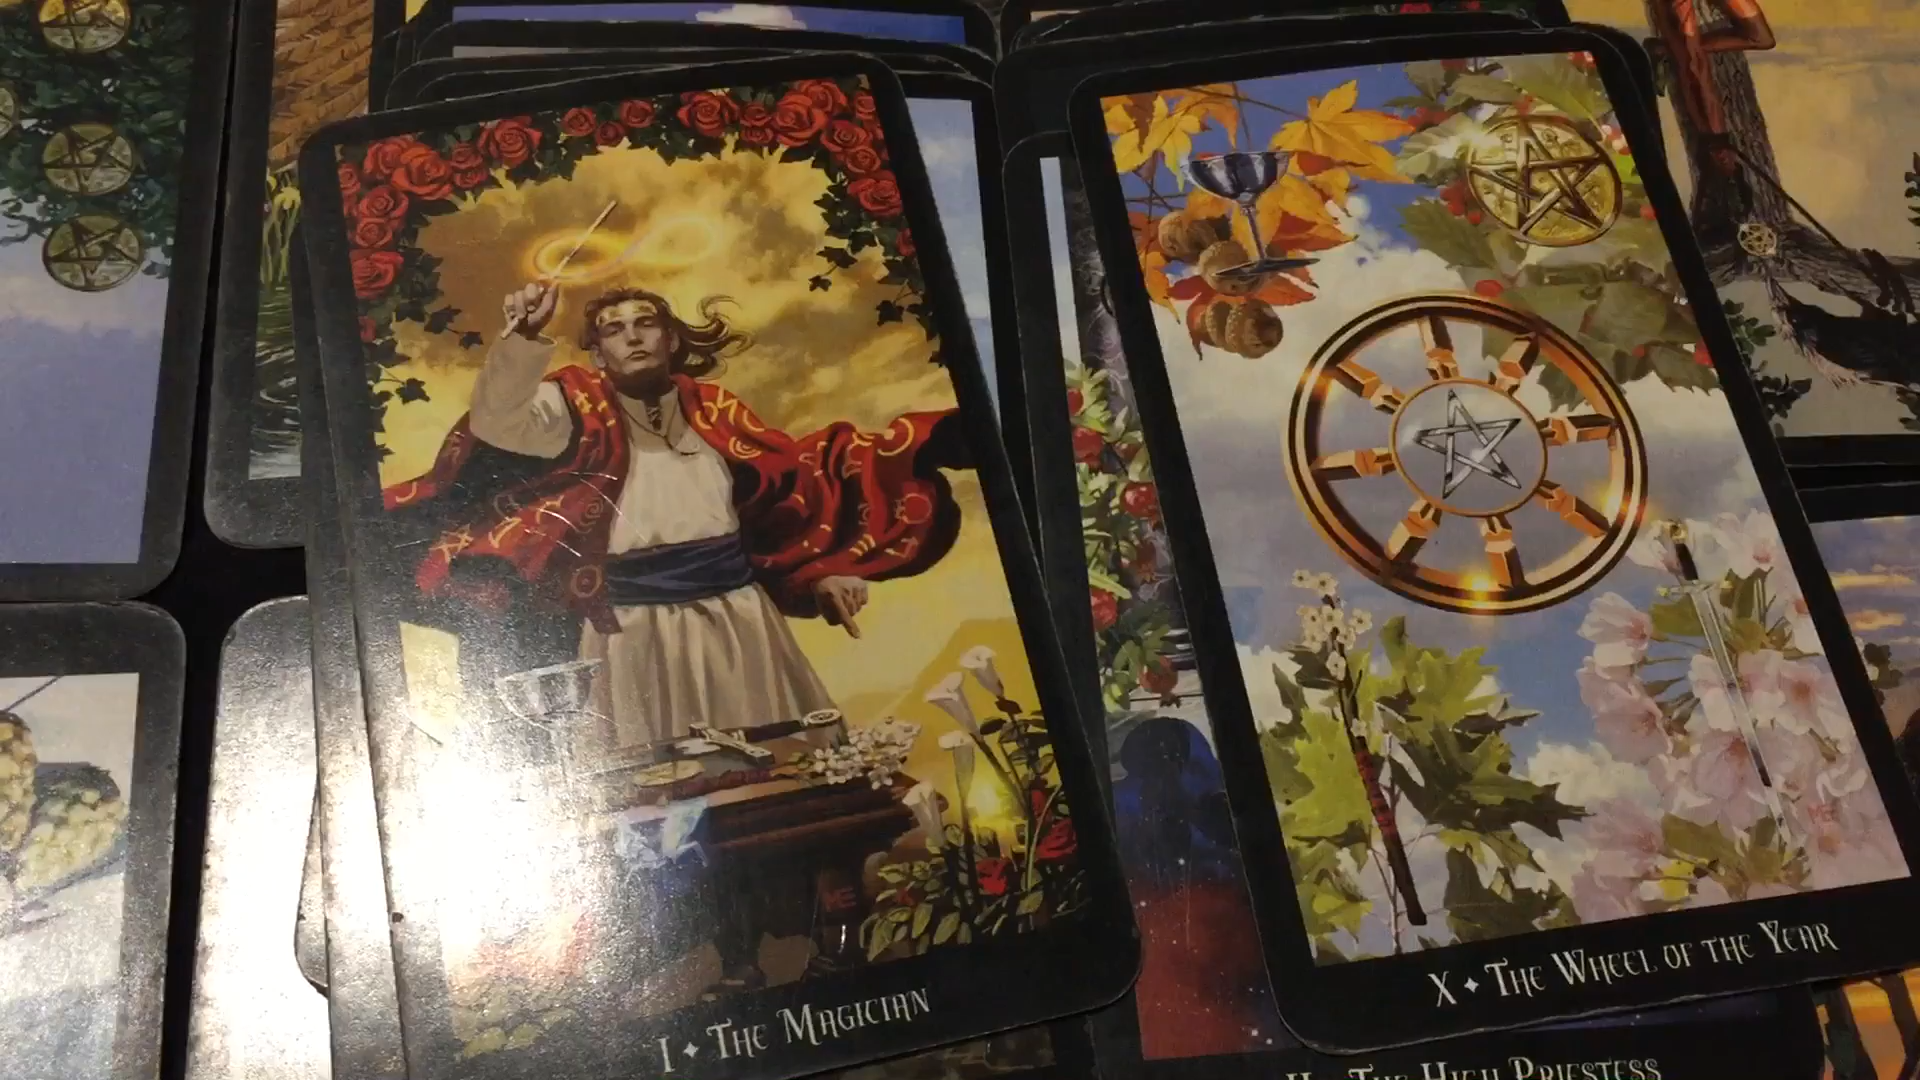 I ✦ The Magician
X ✦ The Wheel of the Year
II The High Priestess